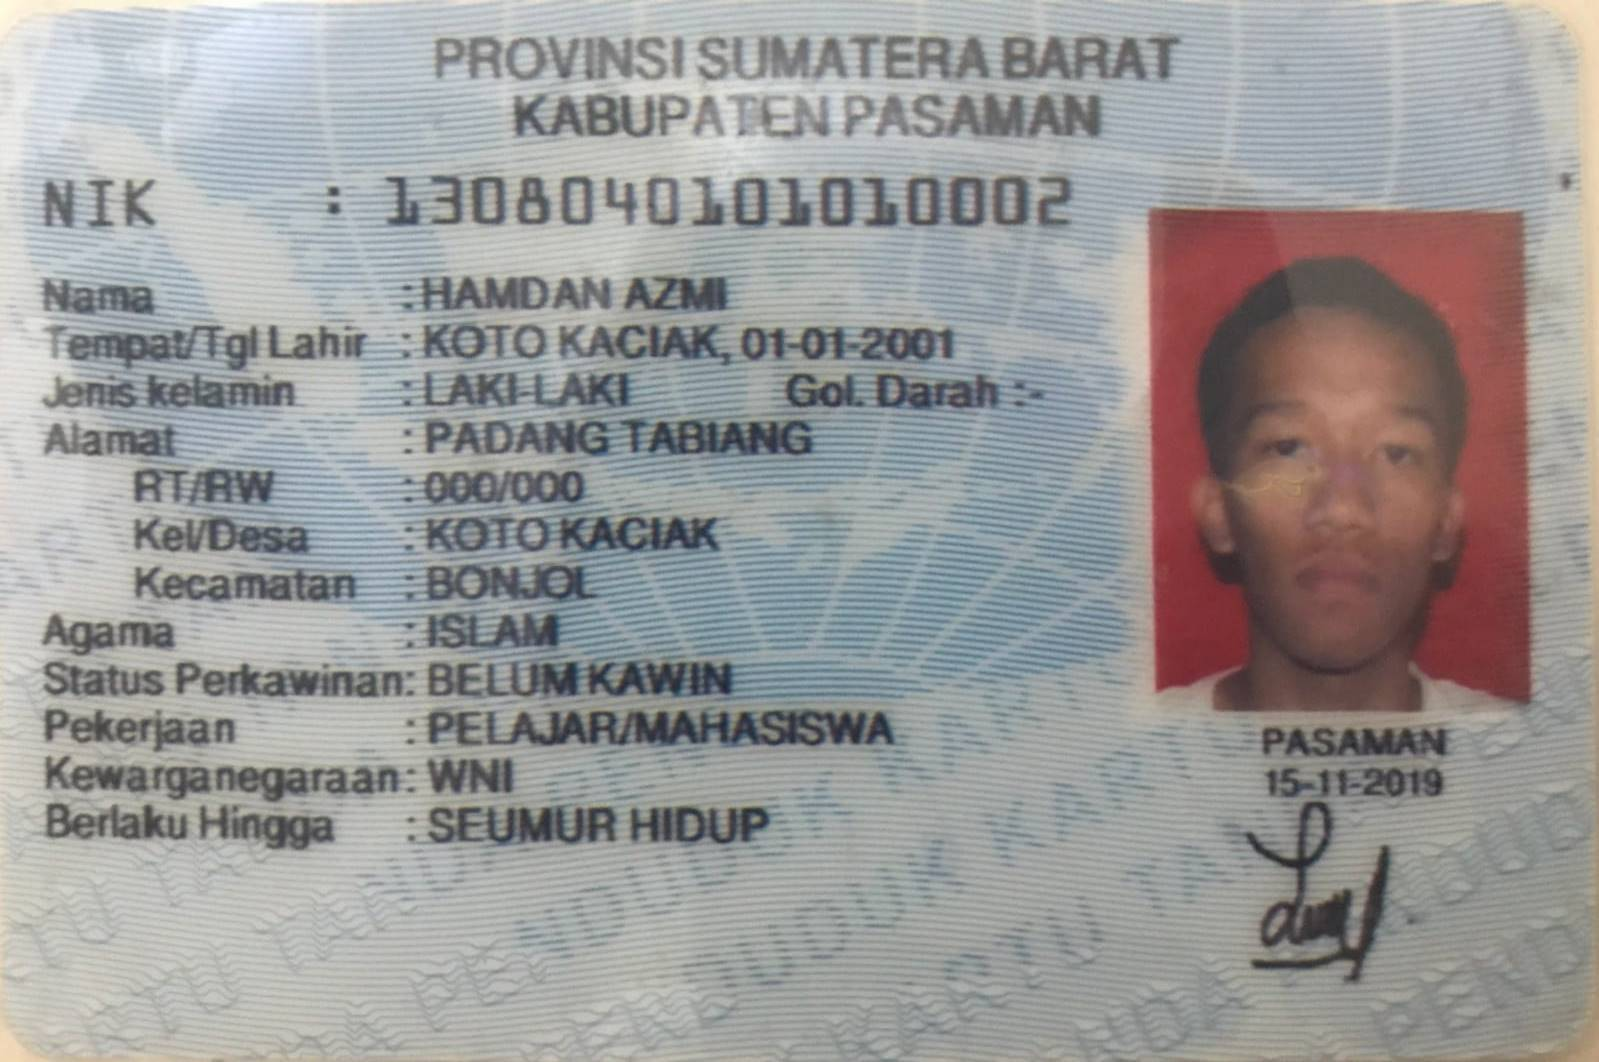 PROVINSI SUMATERA BARAT
KABUPATEN PASAMAN
NIK : 1308040101010002
Nama : HAMDAN AZMI
Tempat/Tgl Lahir : KOTO KACIAK, 01-01-2001
Jenis kelamin : LAKI-LAKI Gol. Darah :-
Alamat : PADANG TABIANG
RT/RW : 000/000
Kel/Desa : KOTO KACIAK
Kecamatan : BONJOL
Agama : ISLAM
Status Perkawinan: BELUM KAWIN
Pekerjaan : PELAJAR/MAHASISWA
Kewarganegaraan: WNI
Berlaku Hingga : SEUMUR HIDUP
PASAMAN
15-11-2019